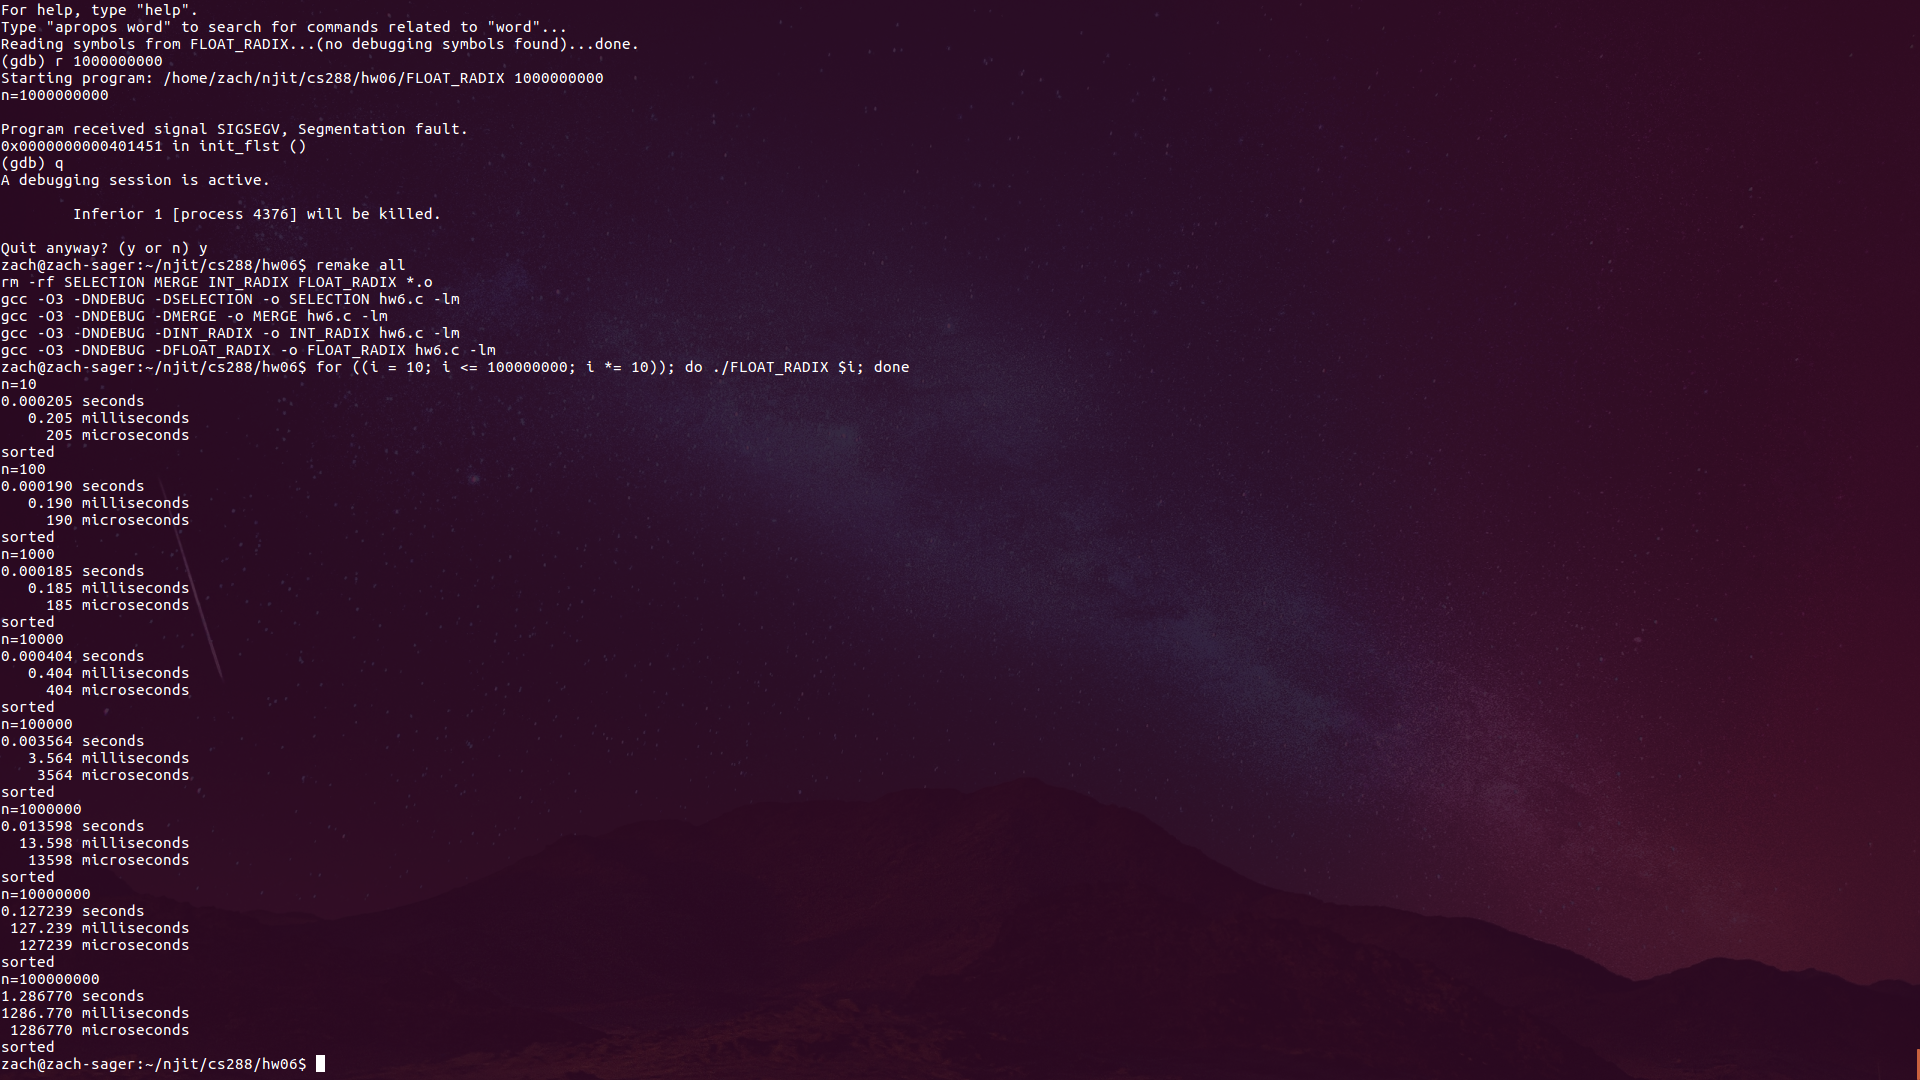 For help, type "help".
Type "apropos word" to search for commands related to "word"...
Reading symbols from FLOAT_RADIX...(no debugging symbols found)...done.
(gdb) r 1000000000
Starting program: /home/zach/njit/cs288/hw06/FLOAT_RADIX 1000000000
n=1000000000
Program received signal SIGSEGV, Segmentation fault.
0x0000000000401451 in init_flst ()
(gdb) q
A debugging session is active.
Inferior 1 [process 4376] will be killed.
Quit anyway? (y or n) y
zach@zach-sager:~/njit/cs288/hw06$ remake all
rm -rf SELECTION MERGE INT_RADIX FLOAT_RADIX *.o
gcc -O3 -DNDEBUG -DSELECTION -o SELECTION hw6.c -lm
gcc -O3 -DNDEBUG -DMERGE -o MERGE hw6.c -lm
gcc -O3 -DNDEBUG -DINT_RADIX -o INT_RADIX hw6.c -lm
gcc -O3 -DNDEBUG -DFLOAT_RADIX -o FLOAT_RADIX hw6.c -lm
zach@zach-sager:~/njit/cs288/hw06$ for ((i = 10; i <= 100000000; i *= 10)); do ./FLOAT_RADIX $i; done
n=10
0.000205 seconds
0.205 milliseconds
205 microseconds
sorted
n=100
0.000190 seconds
0.190 milliseconds
190 microseconds
sorted
n=1000
0.000185 seconds
0.185 milliseconds
185 microseconds
sorted
n=10000
0.000404 seconds
0.404 milliseconds
404 microseconds
sorted
n=100000
0.003564 seconds
3.564 milliseconds
3564 microseconds
sorted
n=1000000
0.013598 seconds
13.598 milliseconds
13598 microseconds
sorted
n=10000000
0.127239 seconds
127.239 milliseconds
127239 microseconds
sorted
n=100000000
1.286770 seconds
1286.770 milliseconds
1286770 microseconds
sorted
zach@zach-sager:~/njit/cs288/hw06$